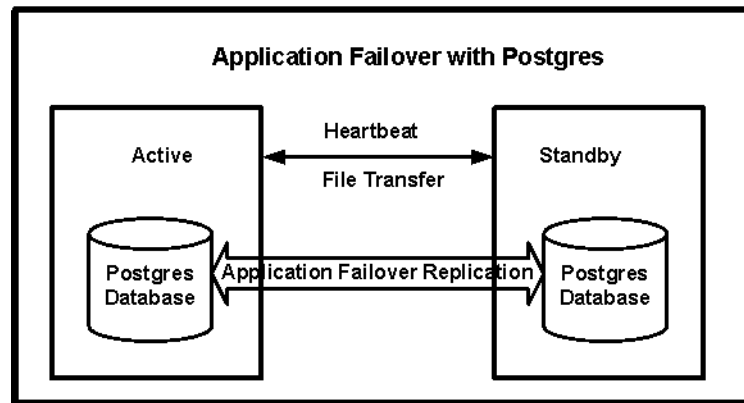 Application Failover with Postgres
Heartbeat
Active
Standby
File Transfer
Postgres
Database
Application Failover Replication
Postgres
Database